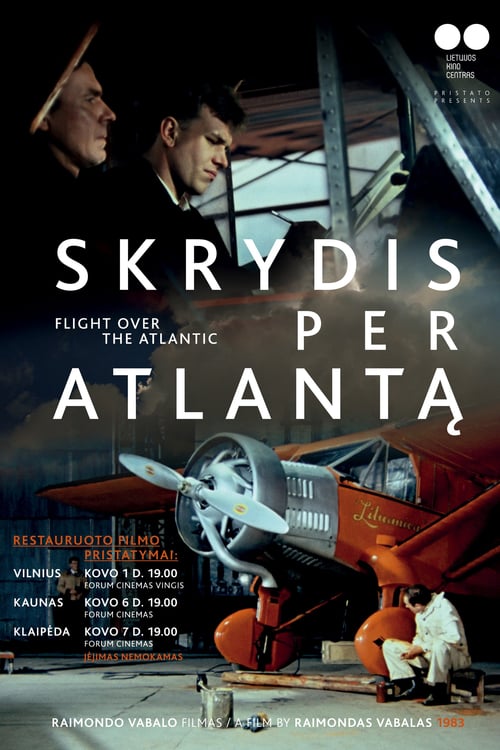 LIETUVOS
KINO
CENTRAS
PRISTATO
PRESENTS
SKRYDIS
FLIGHT OVER
THE ATLANTIC
PER
ATLANTĄ
Lituanica
RESTAURUOTO FILMO
PRISTATYMAI:
VILNIUS KOVO 1 D. 19.00
FORUM CINEMAS VINGIS
KAUNAS KOVO 6 D. 19.00
FORUM CINEMAS
KLAIPĖDA KOVO 7 D. 19.00
FORUM CINEMAS
ĮĖJIMAS NEMOKAMAS
RAIMONDO VABALO FILMAS / A FILM BY RAIMONDAS VABALAS 1983